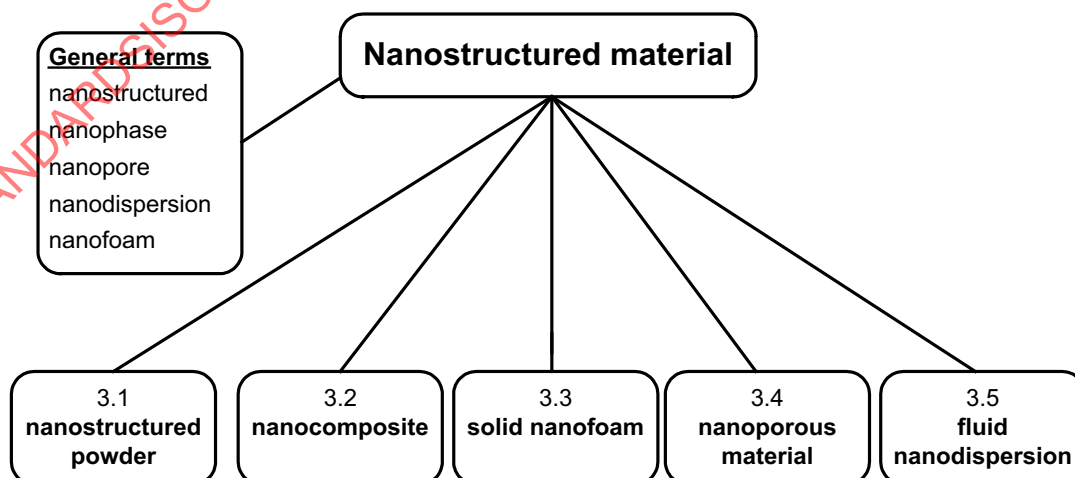 General terms
nanostructured
nanophase
nanopore
nanodispersion
nanofoam
Nanostructured material
3.1
nanostructured
powder
3.2
nanocomposite
3.3
solid nanofoam
3.4
nanoporous
material
3.5
fluid
nanodispersion